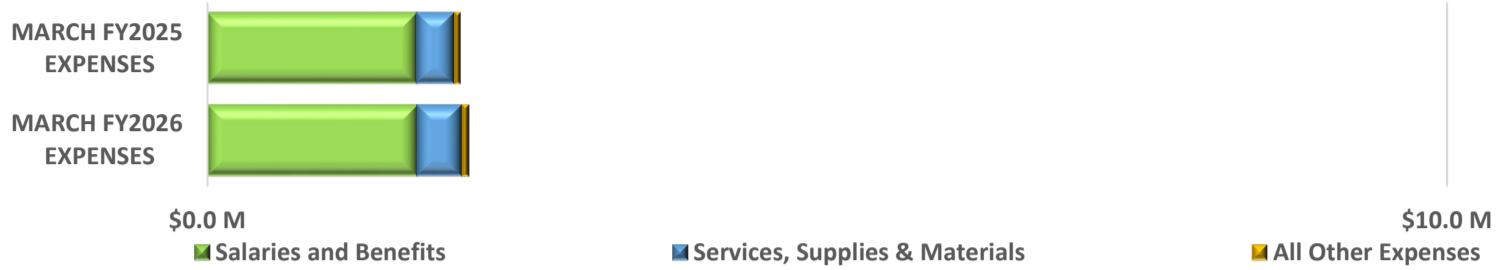 MARCH FY2025
EXPENSES
MARCH FY2026
EXPENSES
$0.0 M
$10.0 M
Salaries and Benefits
Services, Supplies & Materials
All Other Expenses